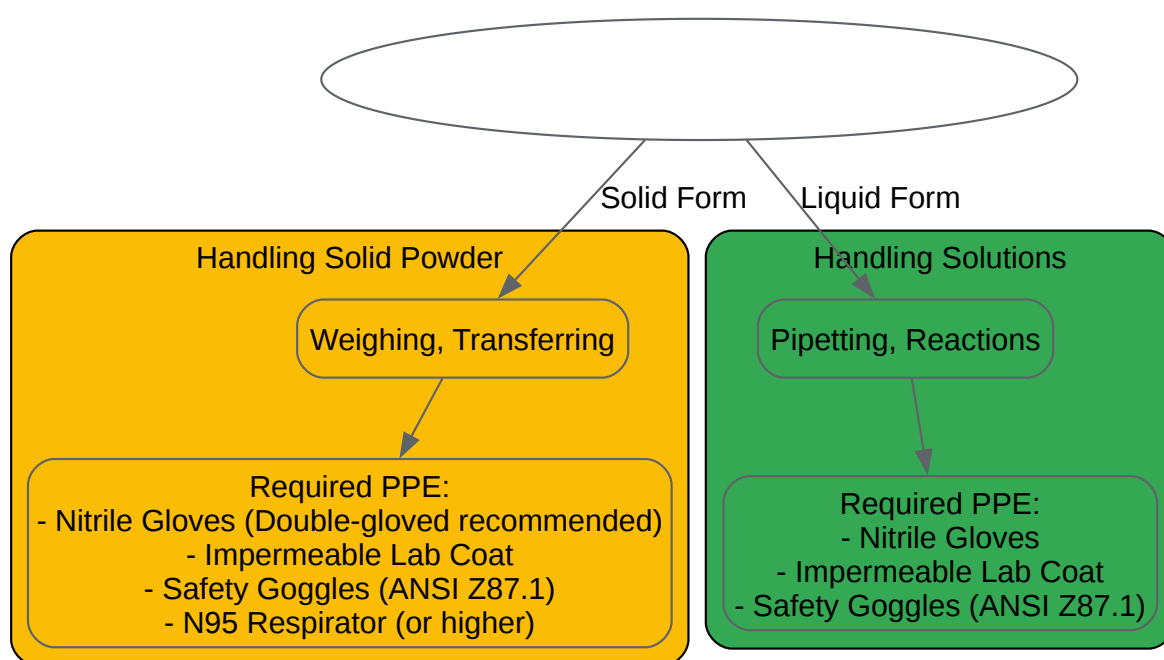 Solid Form
Liquid Form
Handling Solid Powder
Weighing, Transferring
Required PPE:
- Nitrile Gloves (Double-gloved recommended)
- Impermeable Lab Coat
- Safety Goggles (ANSI Z87.1)
- N95 Respirator (or higher)
Handling Solutions
Pipetting, Reactions
Required PPE:
- Nitrile Gloves
- Impermeable Lab Coat
- Safety Goggles (ANSI Z87.1)